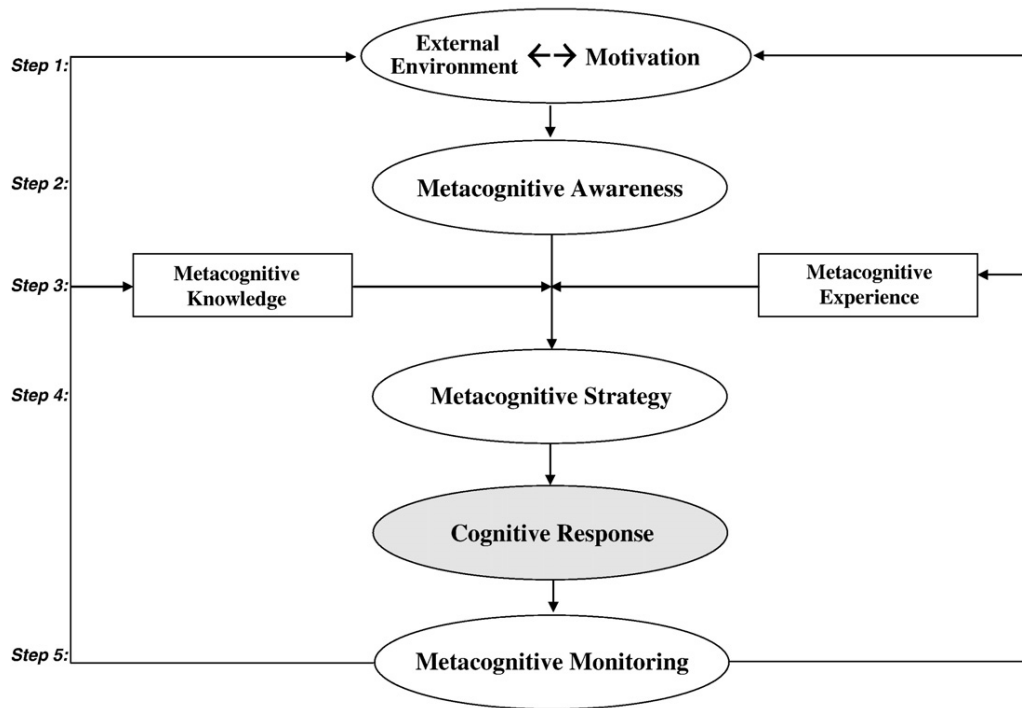 Step 1:
External
Environment
Motivation
Step 2:
Metacognitive Awareness
Step 3:
Metacognitive
Knowledge
Metacognitive
Experience
Step 4:
Metacognitive Strategy
Cognitive Response
Step 5:
Metacognitive Monitoring